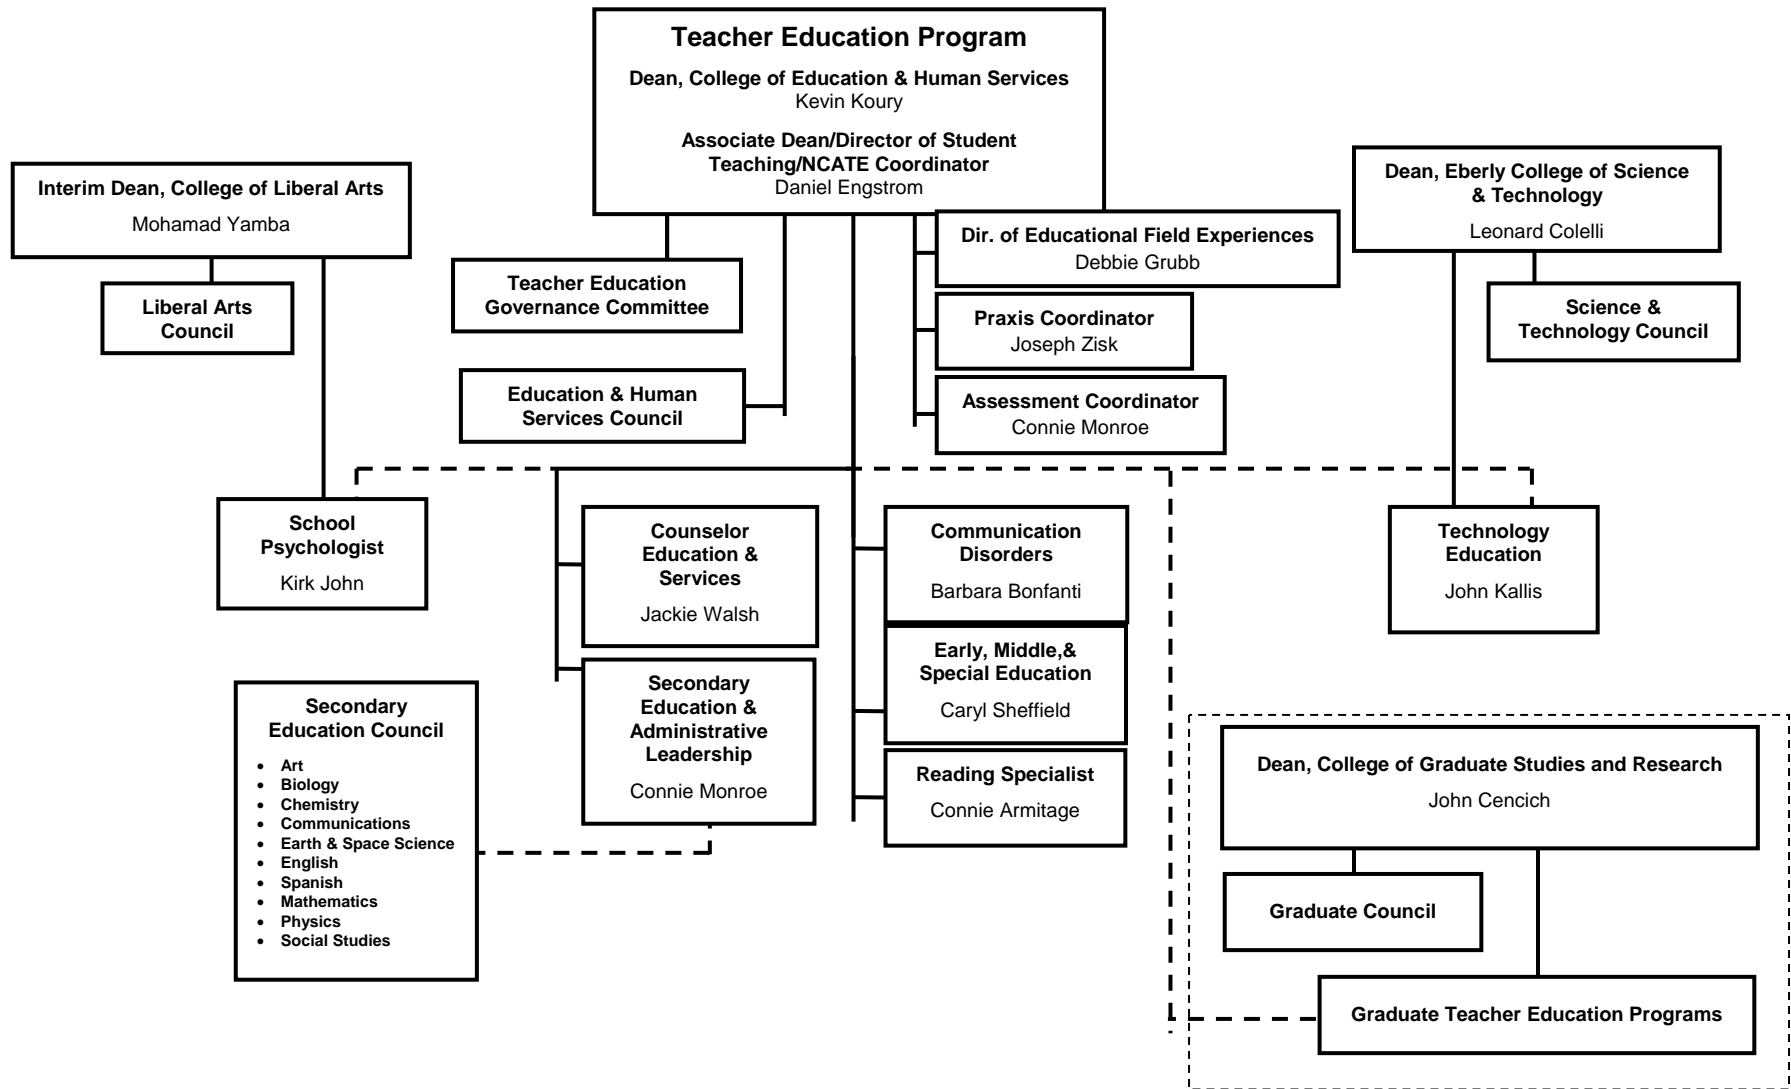 Teacher Education Program
Dean, College of Education & Human Services
Kevin Koury
Associate Dean/Director of Student
Teaching/NCATE Coordinator
Daniel Engstrom
Interim Dean, College of Liberal Arts
Mohamad Yamba
Dean, Eberly College of Science
& Technology
Leonard Colelli
Liberal Arts
Council
Teacher Education
Governance Committee
Dir. of Educational Field Experiences
Debbie Grubb
Praxis Coordinator
Joseph Zisk
Science &
Technology Council
Education & Human
Services Council
Assessment Coordinator
Connie Monroe
School
Psychologist
Kirk John
Counselor
Education &
Services
Jackie Walsh
Communication
Disorders
Barbara Bonfanti
Technology
Education
John Kallis
Early, Middle,&
Special Education
Caryl Sheffield
Secondary
Education &
Administrative
Leadership
Connie Monroe
Reading Specialist
Connie Armitage
Secondary
Education Council
• Art
• Biology
• Chemistry
• Communications
• Earth & Space Science
• English
• Spanish
• Mathematics
• Physics
• Social Studies
Dean, College of Graduate Studies and Research
John Cencich
Graduate Council
Graduate Teacher Education Programs